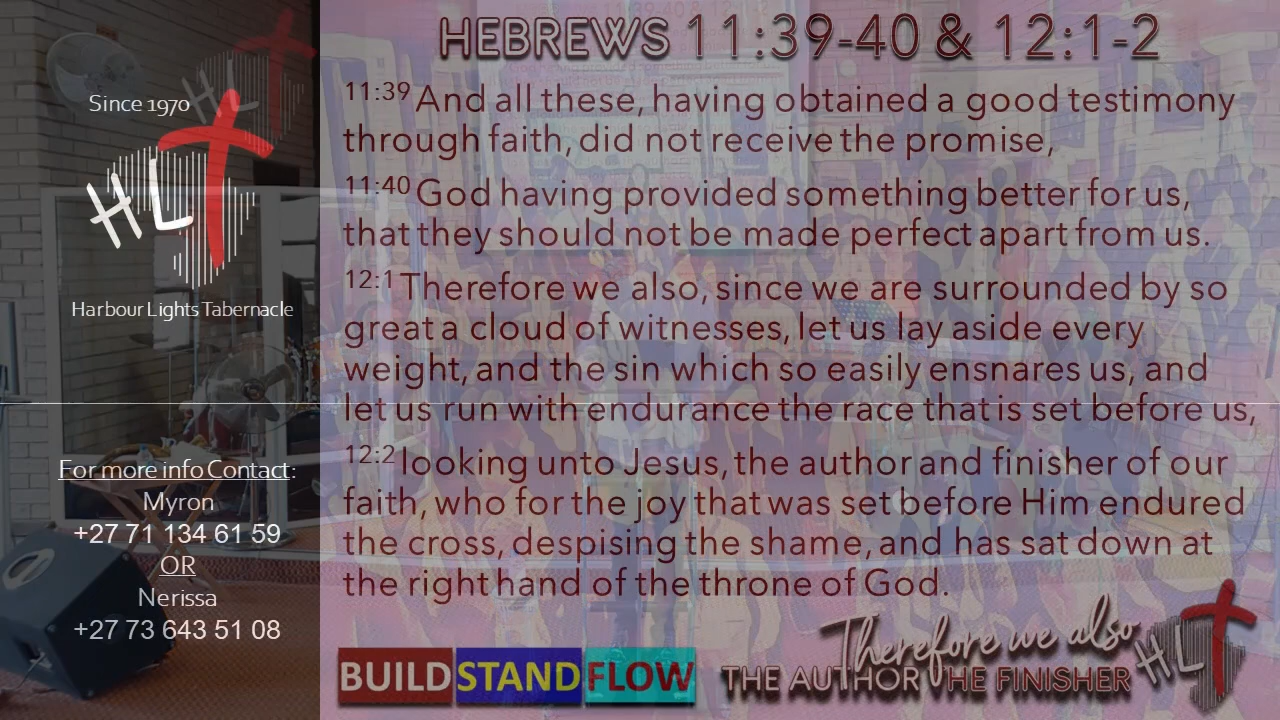 Since 1970
HLT
Harbour Lights Tabernacle
For more info Contact:
Myron
+27 71 134 61 59
OR
Nerissa
+27 73 643 51 08
HEBREWS 11:39-40 & 12:1-2
11:39 And all these, having obtained a good testimony
through faith, did not receive the promise,
11:40 God having provided something better for us,
that they should not be made perfect apart from us.
12:1 Therefore we also, since we are surrounded by so
great a cloud of witnesses, let us lay aside every
weight, and the sin which so easily ensnares us, and
let us run with endurance the race that is set before us,
12:2 looking unto Jesus, the author and finisher of our
faith, who for the joy that was set before Him endured
the cross, despising the shame, and has sat down at
the right hand of the throne of God.
BUILD STAND FLOW
Therefore we also
THE AUTHOR THE FINISHER
HLT